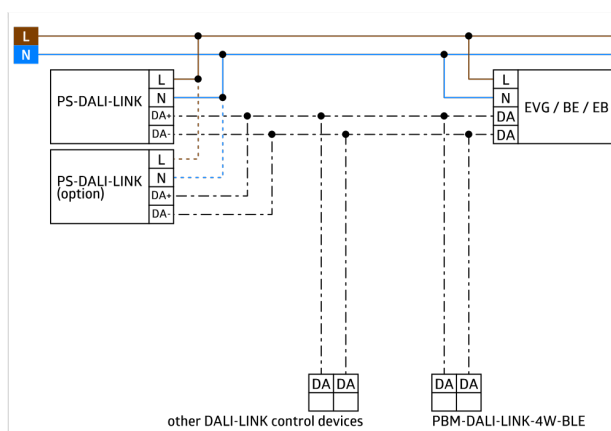 L
N
PS-DALI-LINK
L
N
DA+
DA-
L
N
DA
DA
EVG / BE / EB
PS-DALI-LINK
(option)
L
N
DA+
DA-
DA DA
DA DA
other DALI-LINK control devices
PBM-DALI-LINK-4W-BLE